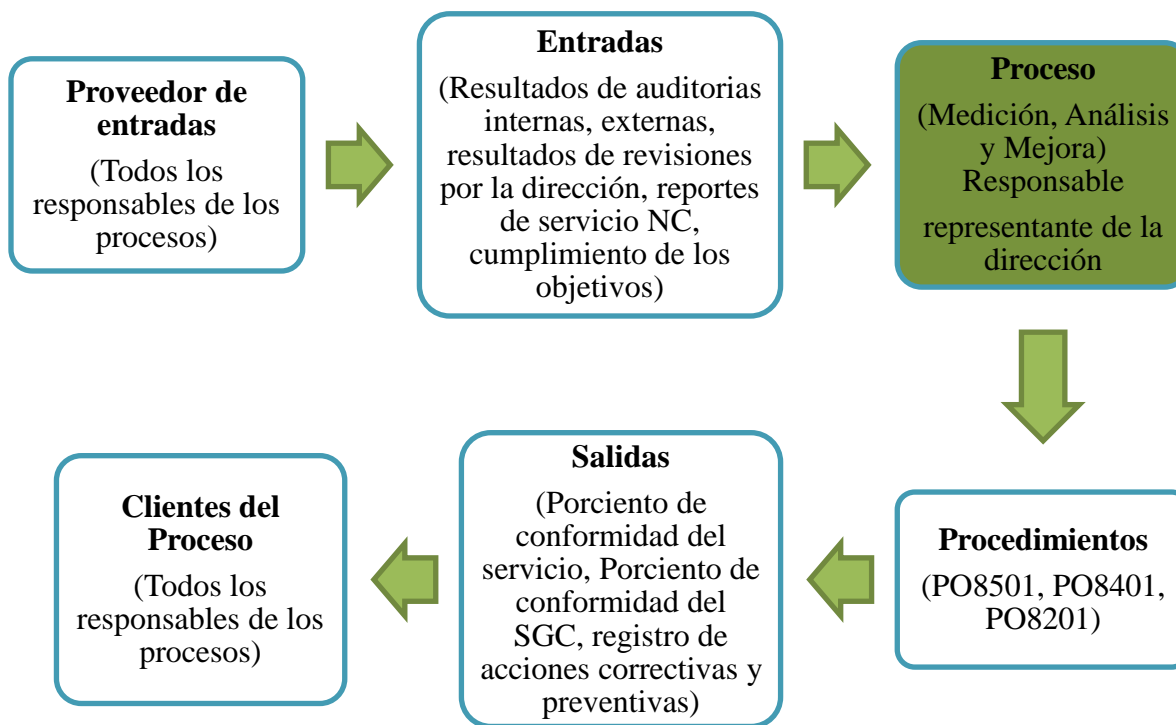 Proveedor de
entradas
(Todos los
responsables de los
procesos)
Entradas
(Resultados de auditorias
internas, externas,
resultados de revisiones
por la dirección, reportes
de servicio NC,
cumplimiento de los
objetivos)
Proceso
(Medición, Análisis
y Mejora)
Responsable
representante de la
dirección
Procedimientos
(PO8501, PO8401,
PO8201)
Salidas
(Porciento de
conformidad del
servicio, Porciento de
conformidad del
SGC, registro de
acciones correctivas y
preventivas)
Clientes del
Proceso
(Todos los
responsables de los
procesos)